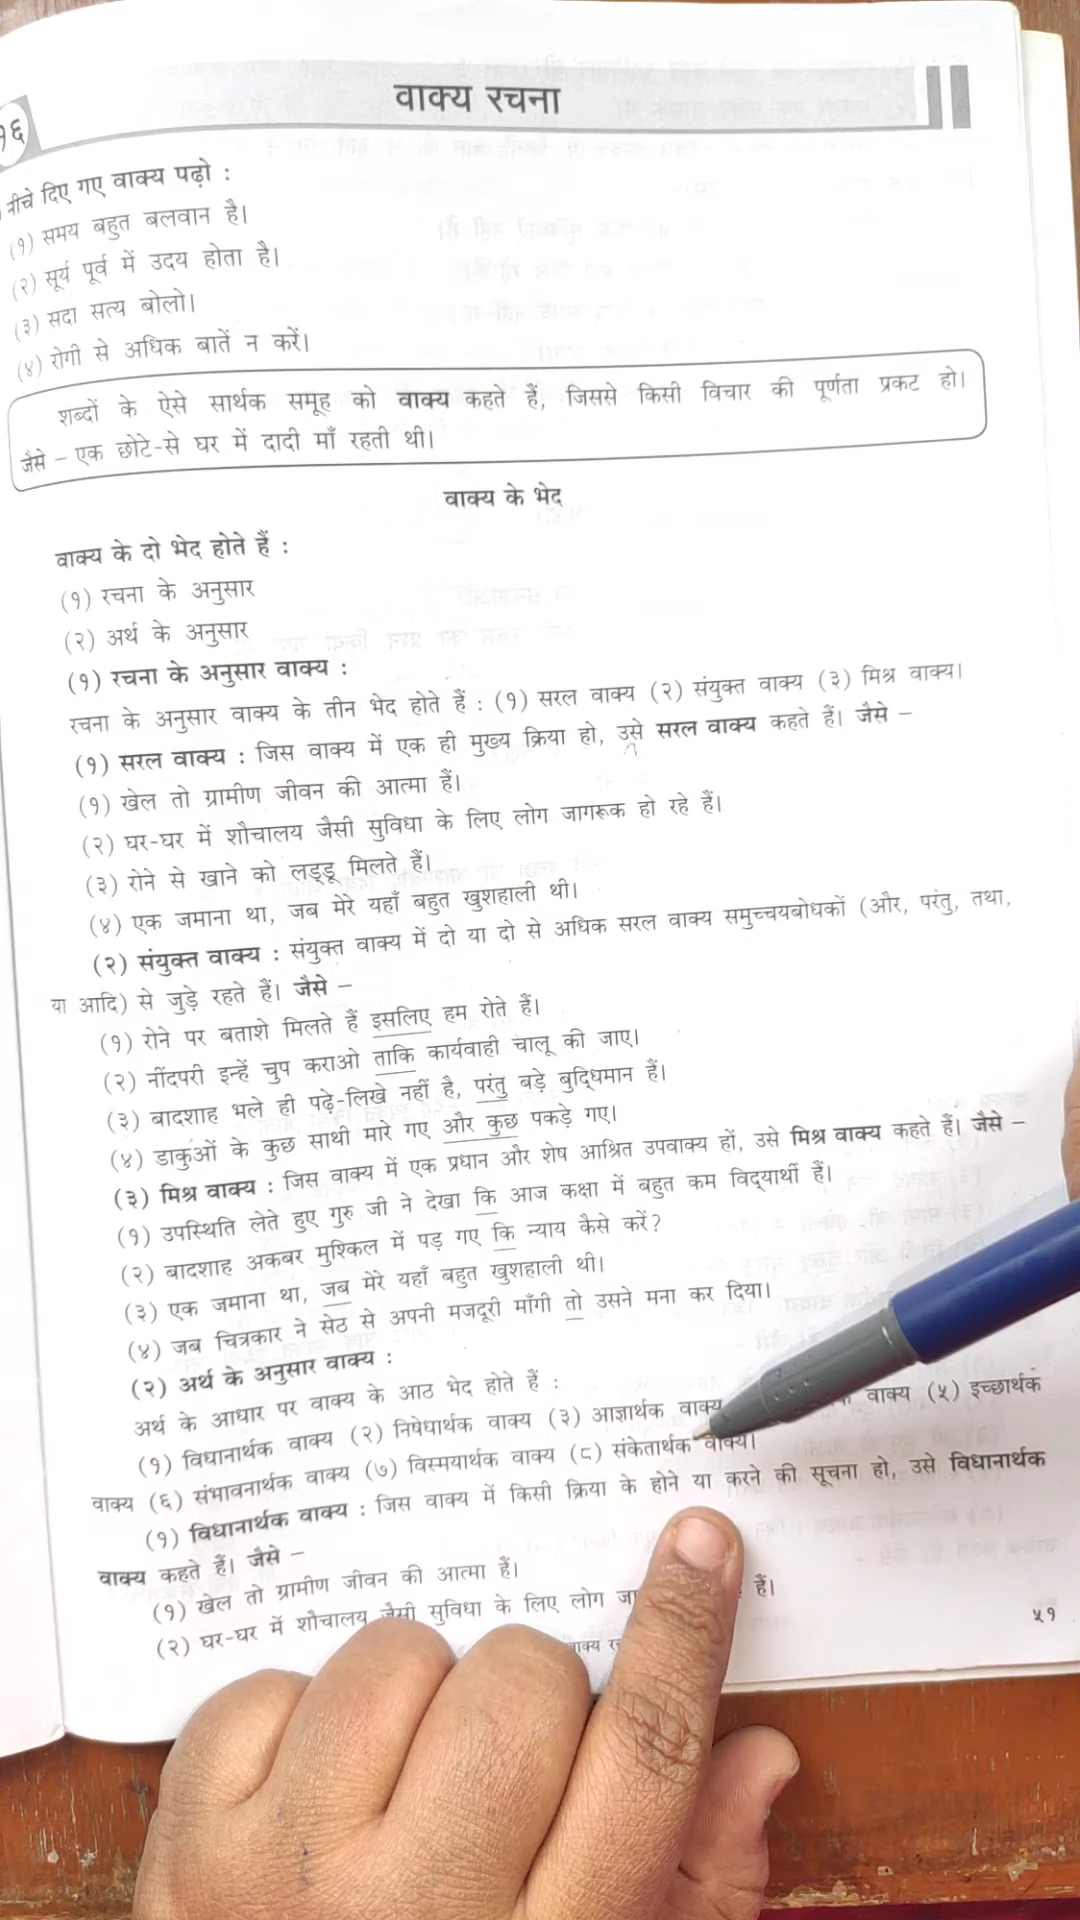 १६
वाक्य रचना
नीचे दिए गए वाक्य पढ़ो :
(१) समय बहुत बलवान है।
(२) सूर्य पूर्व में उदय होता है।
(३) सदा सत्य बोलो।
(४) रोगी से अधिक बातें न करें।
शब्दों के ऐसे सार्थक समूह को वाक्य कहते हैं, जिससे किसी विचार की पूर्णता प्रकट हो।
जैसे – एक छोटे-से घर में दादी माँ रहती थी।
वाक्य के भेद
वाक्य के दो भेद होते हैं :
(१) रचना के अनुसार
(२) अर्थ के अनुसार
(१) रचना के अनुसार वाक्य :
रचना के अनुसार वाक्य के तीन भेद होते हैं : (१) सरल वाक्य (२) संयुक्त वाक्य (३) मिश्र वाक्य।
(१) सरल वाक्य : जिस वाक्य में एक ही मुख्य क्रिया हो, उसे सरल वाक्य कहते हैं। जैसे –
(१) खेल तो ग्रामीण जीवन की आत्मा हैं।
(२) घर-घर में शौचालय जैसी सुविधा के लिए लोग जागरूक हो रहे हैं।
(३) रोने से खाने को लड्डू मिलते हैं।
(४) एक जमाना था, जब मेरे यहाँ बहुत खुशहाली थी।
(२) संयुक्त वाक्य : संयुक्त वाक्य में दो या दो से अधिक सरल वाक्य समुच्चयबोधकों (और, परंतु, तथा,
या आदि) से जुड़े रहते हैं। जैसे –
(१) रोने पर बताशे मिलते हैं इसलिए हम रोते हैं।
(२) नींदपरी इन्हें चुप कराओ ताकि कार्यवाही चालू की जाए।
(३) बादशाह भले ही पढ़े-लिखे नहीं है, परंतु बड़े बुद्धिमान हैं।
(४) डाकुओं के कुछ साथी मारे गए और कुछ पकड़े गए।
(३) मिश्र वाक्य : जिस वाक्य में एक प्रधान और शेष आश्रित उपवाक्य हों, उसे मिश्र वाक्य कहते हैं। जैसे –
(१) उपस्थिति लेते हुए गुरु जी ने देखा कि आज कक्षा में बहुत कम विद्यार्थी हैं।
(२) बादशाह अकबर मुश्किल में पड़ गए कि न्याय कैसे करें?
(३) एक जमाना था, जब मेरे यहाँ बहुत खुशहाली थी।
(४) जब चित्रकार ने सेठ से अपनी मजदूरी माँगी तो उसने मना कर दिया।
(२) अर्थ के अनुसार वाक्य :
अर्थ के आधार पर वाक्य के आठ भेद होते हैं :
(१) विधानार्थक वाक्य (२) निषेधार्थक वाक्य (३) आज्ञार्थक वाक्य वाक्य (५) इच्छार्थक
वाक्य (६) संभावनार्थक वाक्य (७) विस्मयार्थक वाक्य (८) संकेतार्थक वाक्य।
(१) विधानार्थक वाक्य : जिस वाक्य में किसी क्रिया के होने या करने की सूचना हो, उसे विधानार्थक
वाक्य कहते हैं। जैसे –
(१) खेल तो ग्रामीण जीवन की आत्मा हैं।
(२) घर-घर में शौचालय जैसी सुविधा के लिए लोग हैं।
५१